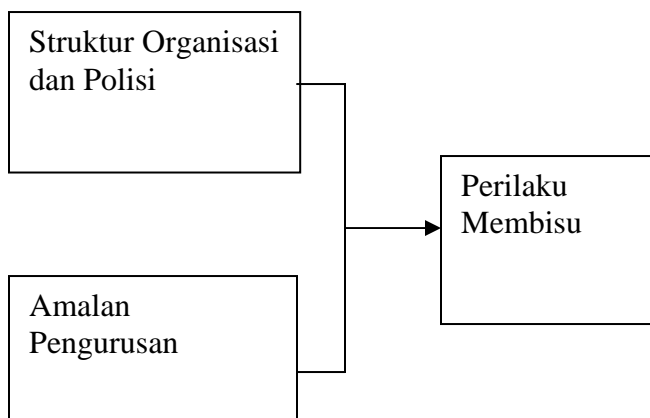 Struktur Organisasi
dan Polisi
Perilaku
Membisu
Amalan
Pengurusan